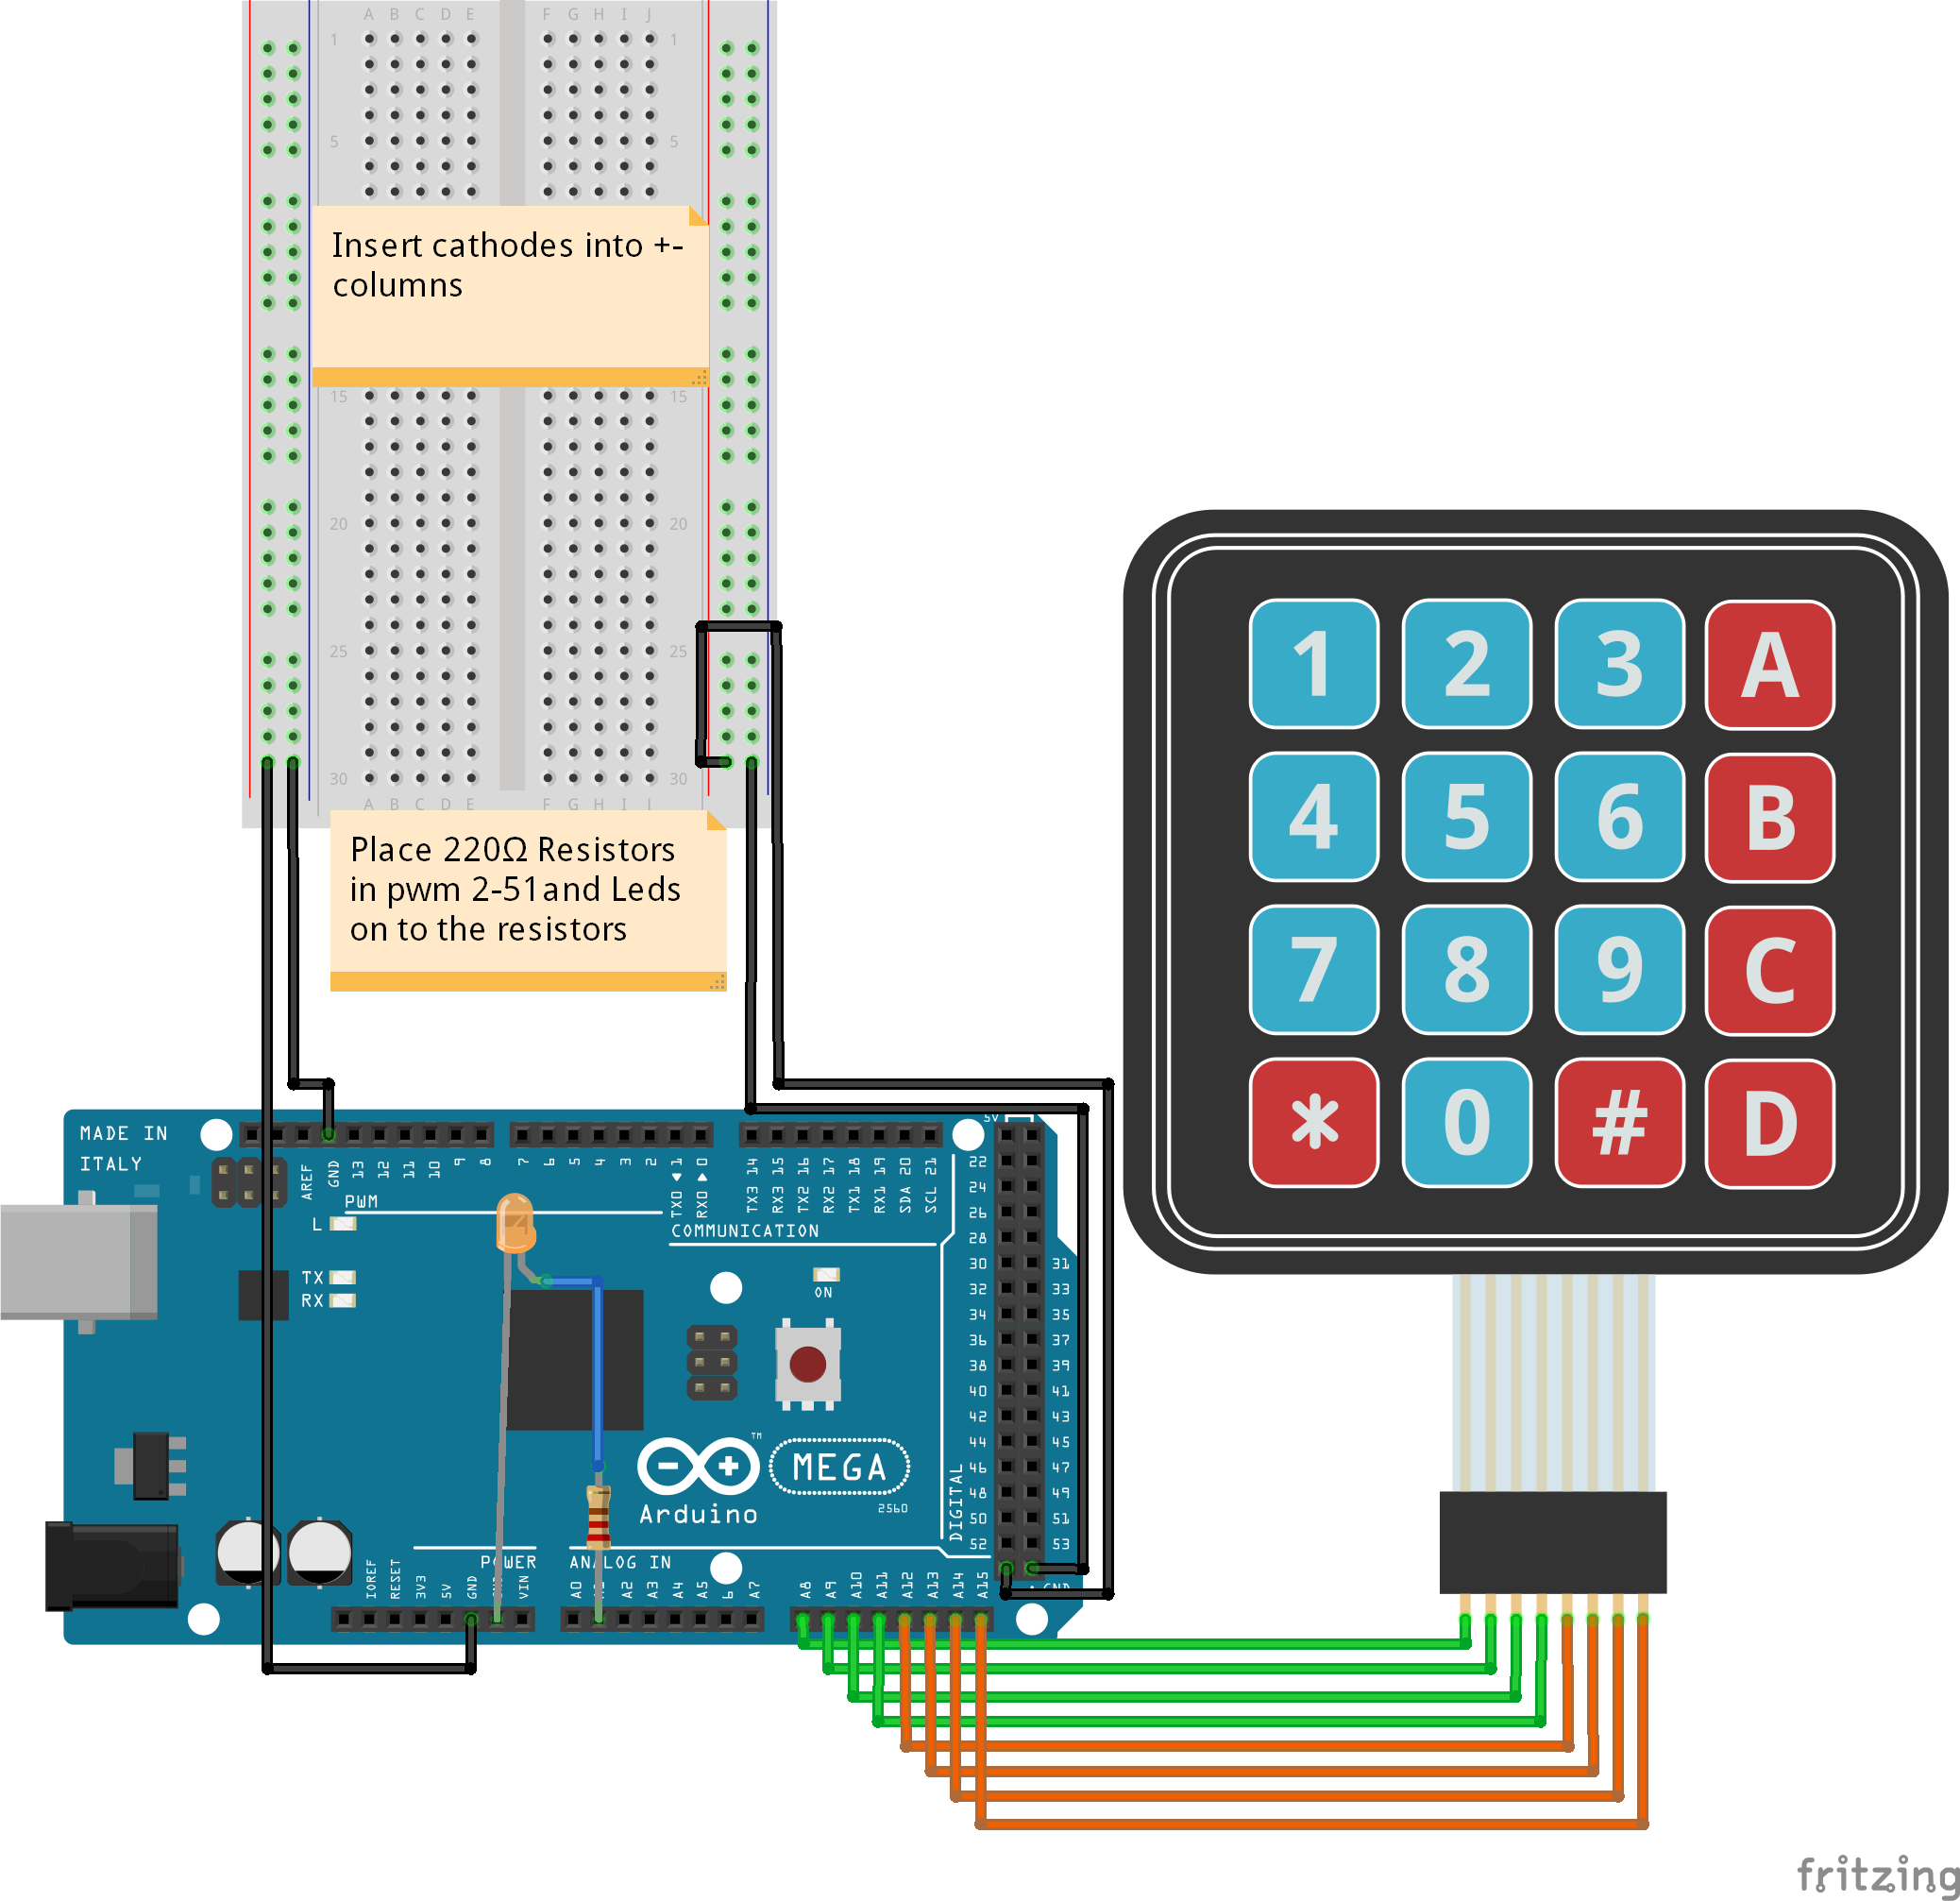 A B C D E F G H I J
1 1
5 5
Insert cathodes into +-
columns
15 15
20 20
25 25
30 30
A B C D E F G H I J
Place 220Ω Resistors
in pwm 2-51and Leds
on to the resistors
1 2 3 A
4 5 6 B
7 8 9 C
* 0 # D
MADE IN
ITALY
AREF
GND
13
12
11
10
9
8
7
6
5
4
3
2
TX0 1
RX0 0
TX3 14
RX3 15
TX2 16
RX2 17
TX1 18
RX1 19
SDA 20
SCL 21
5V
PWM
L
COMMUNICATION
TX
RX
ON
22
24
26
28
30 31
32 33
34 35
36 37
38 39
40 41
42 43
44 45
46 47
48 49
50 51
52 53
GND
DIGITAL
MEGA
TM
Arduino
2560
POWER
ANALOG IN
IOREF
RESET
3V3
5V
GND
VIN
A0
A2
A3
A4
A5
6
A7
A8
A9
A10
A11
A12
A13
A14
A15
fritzing